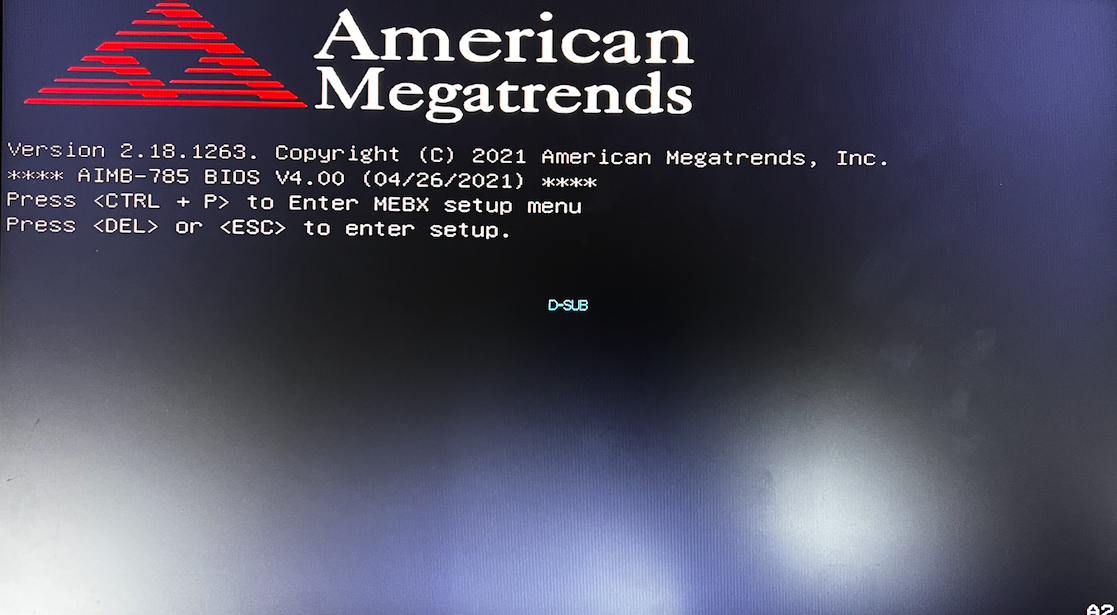 American
Megatrends
Version 2.18.1263. Copyright (C) 2021 American Megatrends, Inc.
**** AIMB-785 BIOS V4.00 (04/26/2021) ****
Press <CTRL + P> to Enter MEBX setup menu
Press <DEL> or <ESC> to enter setup.
D-SUB
A2